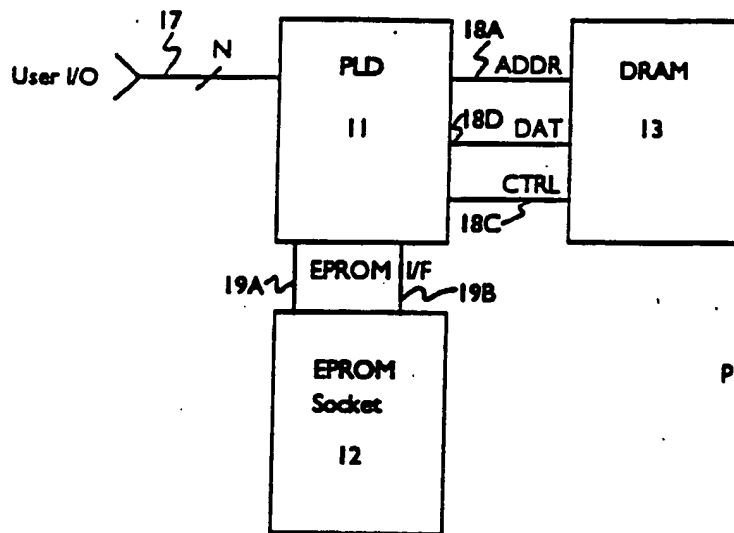 17
18A
User I/O
N
PLD
ADDR
DRAM
11
18D
DAT
13
CTRL
18C
19A
EPROM I/F
19B
EPROM
Socket
12
P